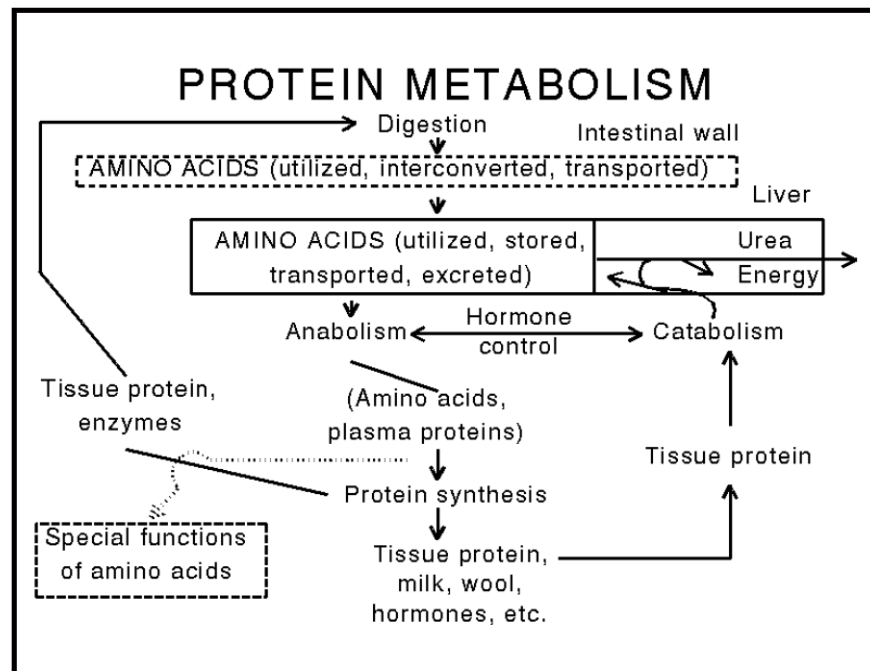 PROTEIN METABOLISM
Digestion
Intestinal wall
AMINO ACIDS (utilized, interconverted, transported)
Liver
AMINO ACIDS (utilized, stored,
transported, excreted)
Urea
Energy
Anabolism
Hormone
control
Catabolism
Tissue protein,
enzymes
(Amino acids,
plasma proteins)
Tissue protein
Protein synthesis
Special functions
of amino acids
Tissue protein,
milk, wool,
hormones, etc.